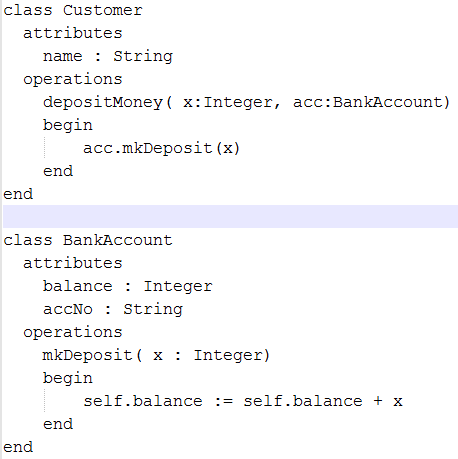 class Customer
  attributes
    name : String
  operations
    depositMoney( x:Integer, acc:BankAccount)
    begin
        acc.mkDeposit(x)
    end
end

class BankAccount
  attributes
    balance : Integer
    accNo : String
  operations
    mkDeposit( x : Integer)
    begin
        self.balance := self.balance + x
    end
end